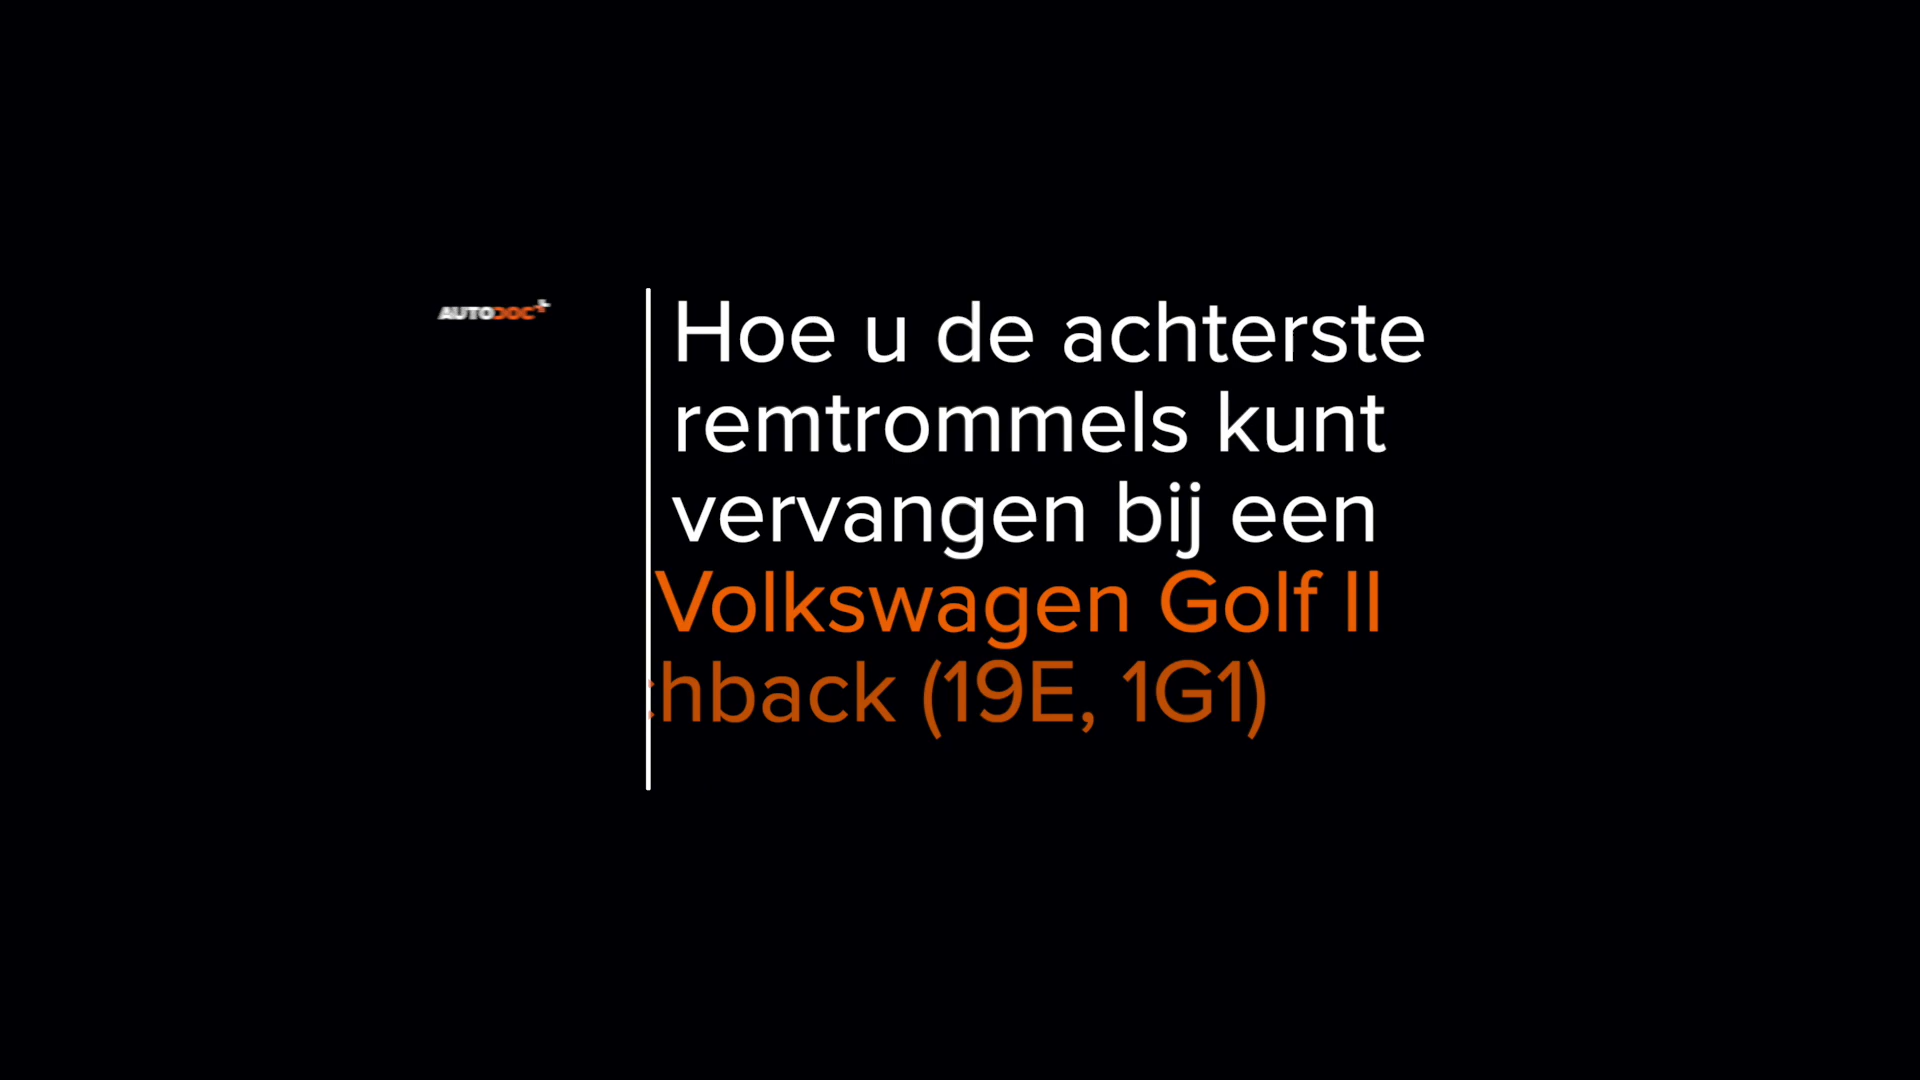 AUTODOC
Hoe u de achterste
remtrommels kunt
vervangen bij een
Volkswagen Golf II
hback (19E, 1G1)